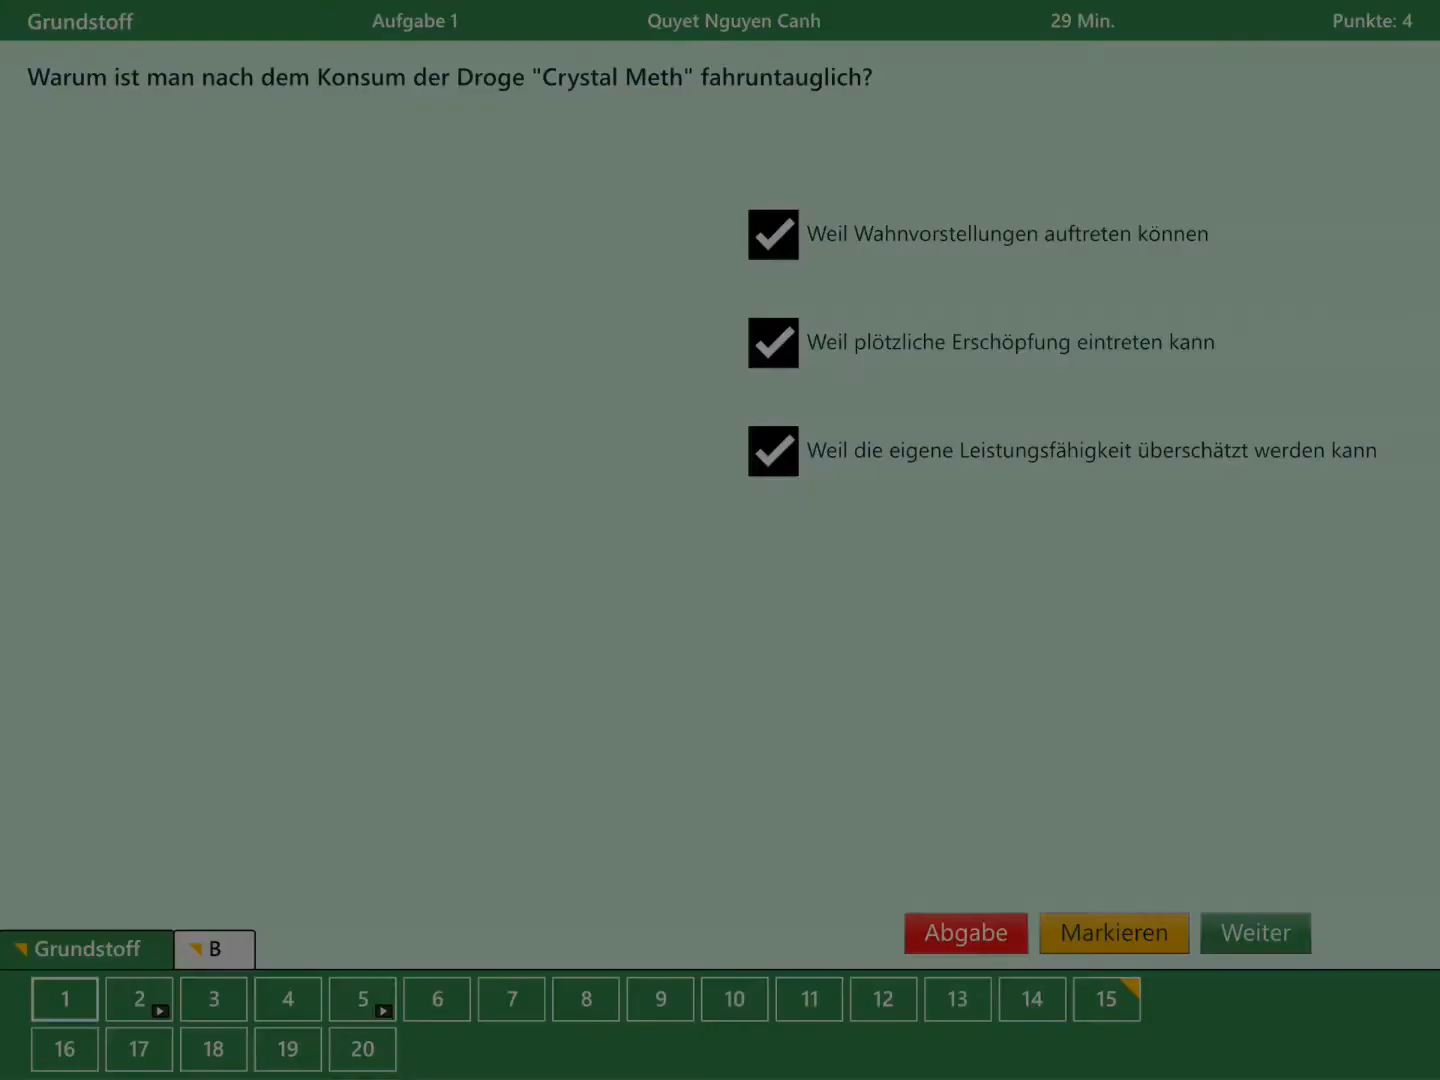 Grundstoff Aufgabe 1 Quyet Nguyen Canh 29 Min. Punkte: 4
Warum ist man nach dem Konsum der Droge "Crystal Meth" fahruntauglich?
Weil Wahnvorstellungen auftreten können
Weil plötzliche Erschöpfung eintreten kann
Weil die eigene Leistungsfähigkeit überschätzt werden kann
Abgabe Markieren Weiter
Grundstoff B
1 2 3 4 5 6 7 8 9 10 11 12 13 14 15
16 17 18 19 20